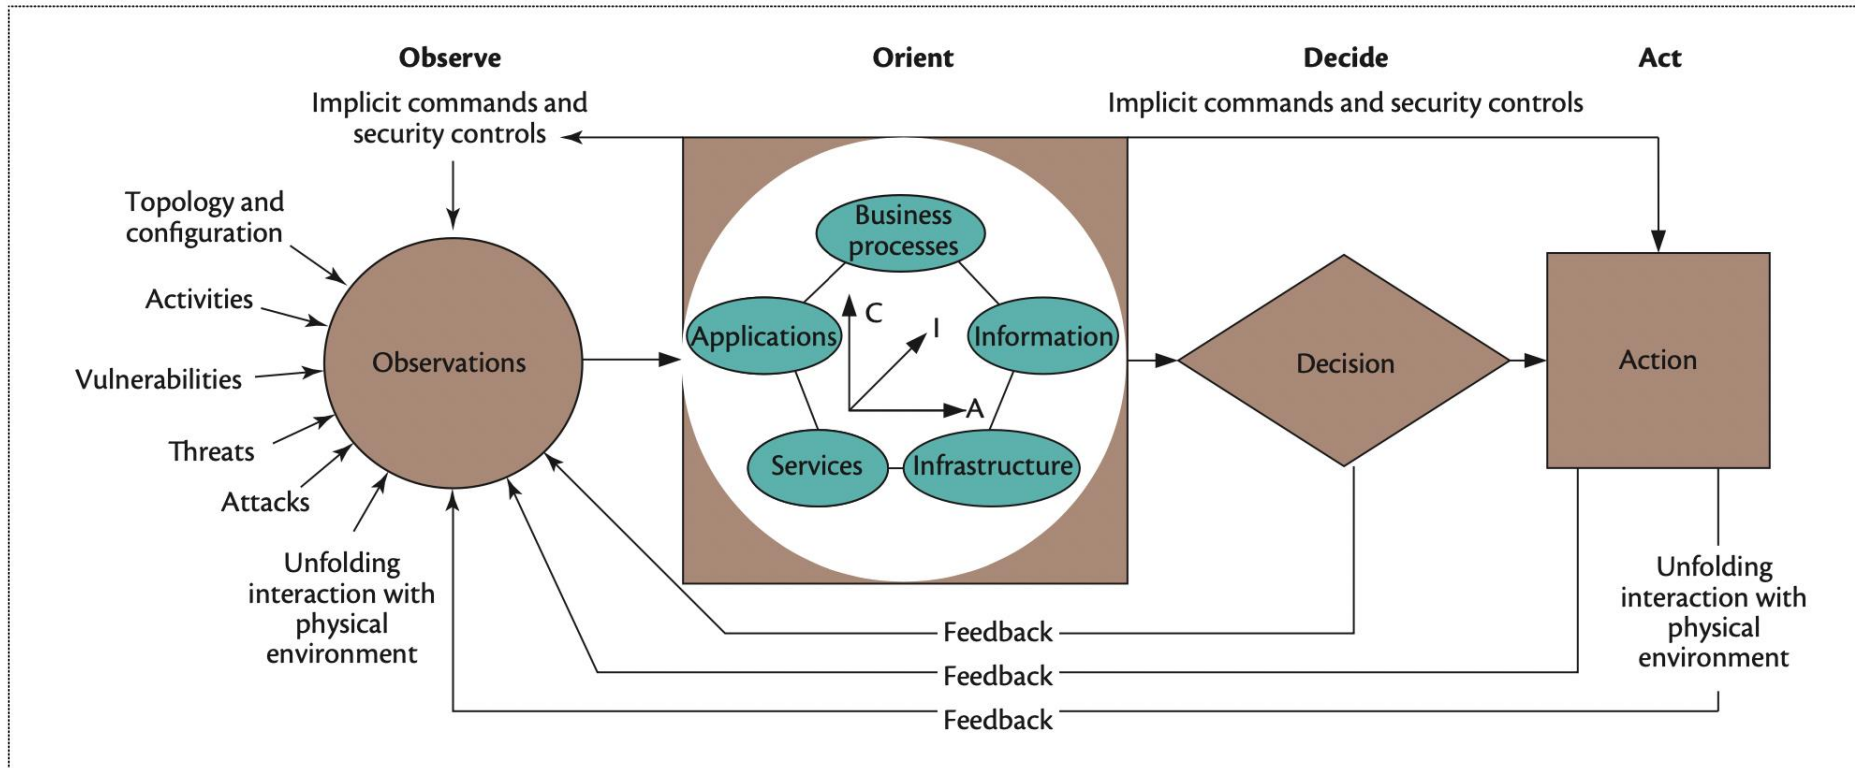 Observe
Orient
Decide
Act
Implicit commands and
security controls
Implicit commands and security controls
Topology and
configuration
Activities
Vulnerabilities
Threats
Attacks
Unfolding
interaction with
physical
environment
Observations
Business
processes
Applications
Information
Services
Infrastructure
C
I
A
Decision
Action
Unfolding
interaction with
physical
environment
Feedback
Feedback
Feedback